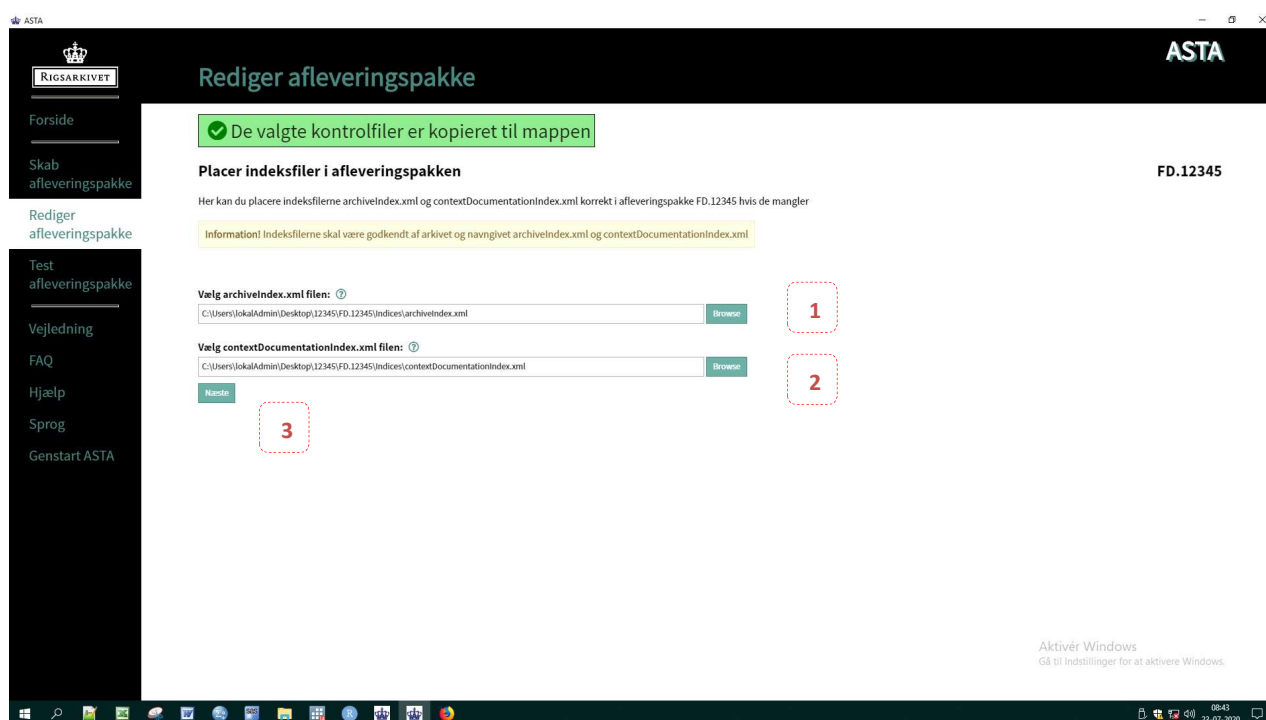 ASTA
RIGSARKIVET
ASTA
Rediger afleveringspakke
Forside
Skab
afleveringspakke
Rediger
afleveringspakke
Test
afleveringspakke
Vejledning
FAQ
Hjælp
Sprog
Genstart ASTA
De valgte kontrolfiler er kopieret til mappen
Placer indeksfiler i afleveringspakken
FD.12345
Her kan du placere indeksfilerne archiveIndex.xml og contextDocumentationIndex.xml korrekt i afleveringspakke FD.12345 hvis de mangler
Information! Indeksfilerne skal være godkendt af arkivet og navngivet archiveIndex.xml og contextDocumentationIndex.xml
Vælg archiveIndex.xml filen: ?
C:\Users\lokalAdmin\Desktop\12345\FD.12345\Indices\archiveIndex.xml
Browse
1
Vælg contextDocumentationIndex.xml filen: ?
C:\Users\lokalAdmin\Desktop\12345\FD.12345\Indices\contextDocumentationIndex.xml
Browse
2
Næste
3
Aktivér Windows
Gå til Indstillinger for at aktivere Windows.
08:43
23-07-2020